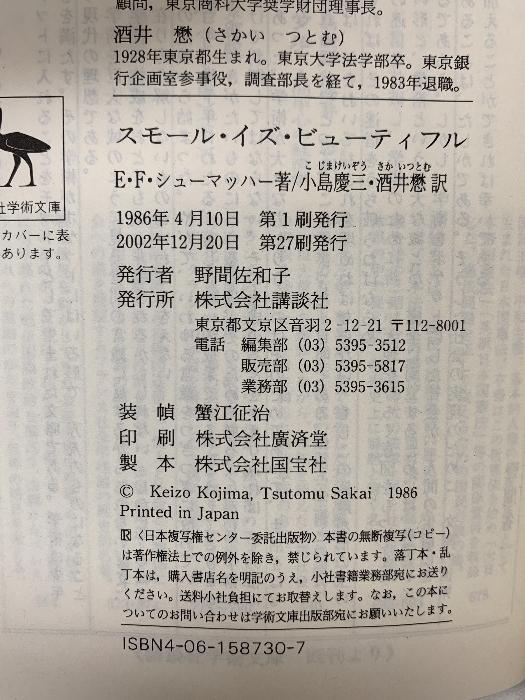 顧問，東京商科大学奨学財団理事長。
酒井　懋（さかい　つとむ）
1928年東京都生まれ。東京大学法学部卒。東京銀
行企画室参事役，調査部長を経て，1983年退職。
社学術文庫
カバーに表
あります。
スモール・イズ・ビューティフル
こ じまけいぞう　さか いつとむ
E・F・シューマッハー著/小島慶三・酒井懋 訳
1986年 4 月10日　第 1 刷発行
2002年12月20日　第27刷発行
発行者　野間佐和子
発行所　株式会社講談社
東京都文京区音羽 2 -12-21 〒112-8001
電話　編集部 (03) 5395-3512
販売部 (03) 5395-5817
業務部 (03) 5395-3615
装　幀　蟹江征治
印　刷　株式会社廣済堂
製　本　株式会社国宝社
© Keizo Kojima, Tsutomu Sakai 1986
Printed in Japan
Ⓡ〈日本複写権センター委託出版物〉本書の無断複写(コピー)
は著作権法上での例外を除き，禁じられています。落丁本・乱
丁本は，購入書店名を明記のうえ，小社書籍業務部宛にお送り
ください。送料小社負担にてお取替えします。なお，この本に
ついてのお問い合わせは学術文庫出版部宛にお願いいたします。
ISBN4-06-158730-7